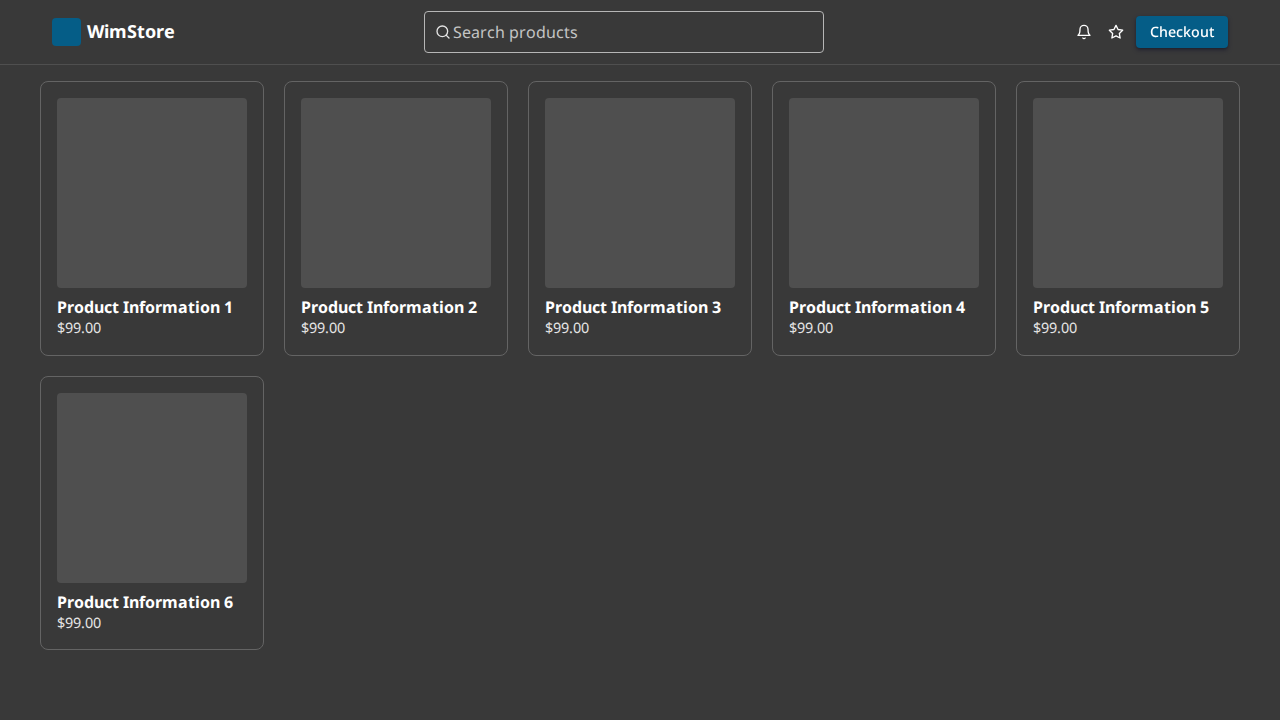 WimStore
Search products
Checkout
Product Information 1
$99.00
Product Information 2
$99.00
Product Information 3
$99.00
Product Information 4
$99.00
Product Information 5
$99.00
Product Information 6
$99.00